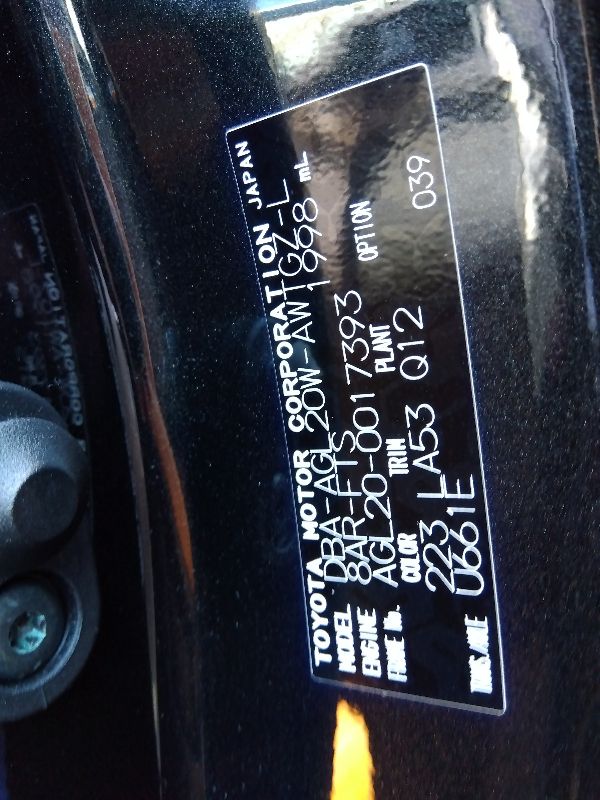 TOYOTA MOTOR CORPORATION JAPAN
MODEL DBA-AGL20W-AWTGZ-L
ENGINE 8AR-FTS 1998 mL
FRAME No. AGL20-0017393
COLOR TRIM PLANT OPTION
223 LA53 Q12 039
TRANS/AXLE U661E